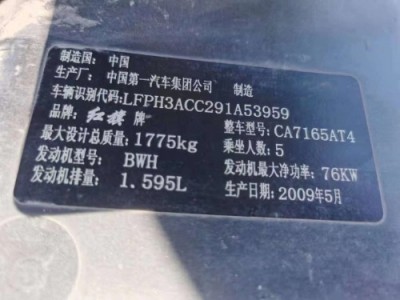 制造国: 中国
生产厂: 中国第一汽车集团公司 制造
车辆识别代码: LFPH3ACC291A53959
品牌: 红旗 牌 整车型号: CA7165AT4
最大设计总质量: 1775kg 乘坐人数: 5
发动机型号: BWH 发动机最大净功率: 76KW
发动机排量: 1.595L 生产日期: 2009年5月